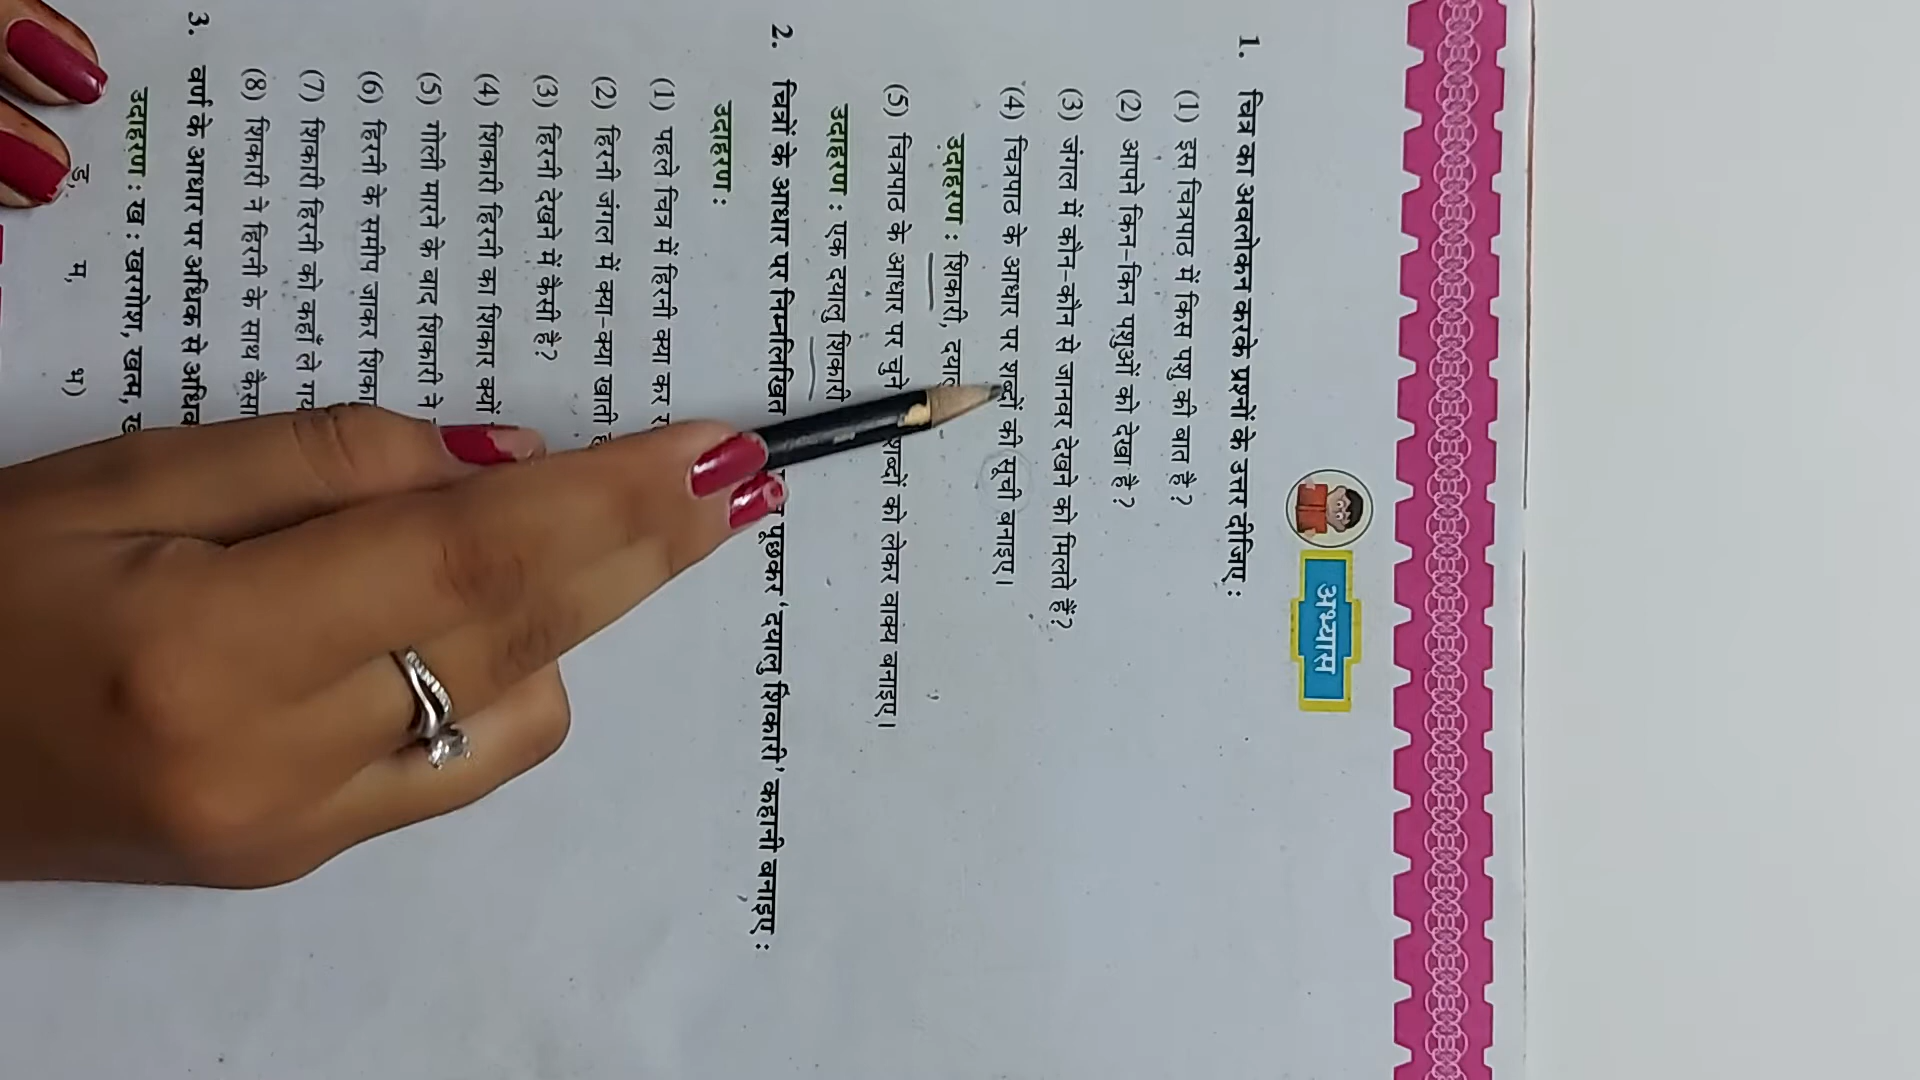 अभ्यास
1. चित्र का अवलोकन करके प्रश्नों के उत्तर दीजिए :
(1) इस चित्रपाठ में किस पशु की बात है?
(2) आपने किन-किन पशुओं को देखा है?
(3) जंगल में कौन-कौन से जानवर देखने को मिलते हैं?
(4) चित्रपाठ के आधार पर शब्दों की सूची बनाइए।
उदाहरण : शिकारी,
(5) चित्रपाठ के आधार पर चुने शब्दों को लेकर वाक्य बनाइए।
उदाहरण : एक दयालु शिकारी
2. चित्रों के आधार पर निम्नलिखित पूछकर 'दयालु शिकारी' कहानी बनाइए :
उदाहरण :
(1) पहले चित्र में हिरनी क्या कर
(2) हिरनी जंगल में क्या-क्या खाती
(3) हिरनी देखने में कैसी है?
(4) शिकारी हिरनी का शिकार क्यों
(5) गोली मारने के बाद शिकारी ने
(6) हिरनी के समीप जाकर
(7) शिकारी हिरनी को कहाँ ले
(8) शिकारी ने हिरनी के साथ
3. वर्ण के आधार पर अधिक से
उदाहरण : ख : खरगोश, खत्म,
म,